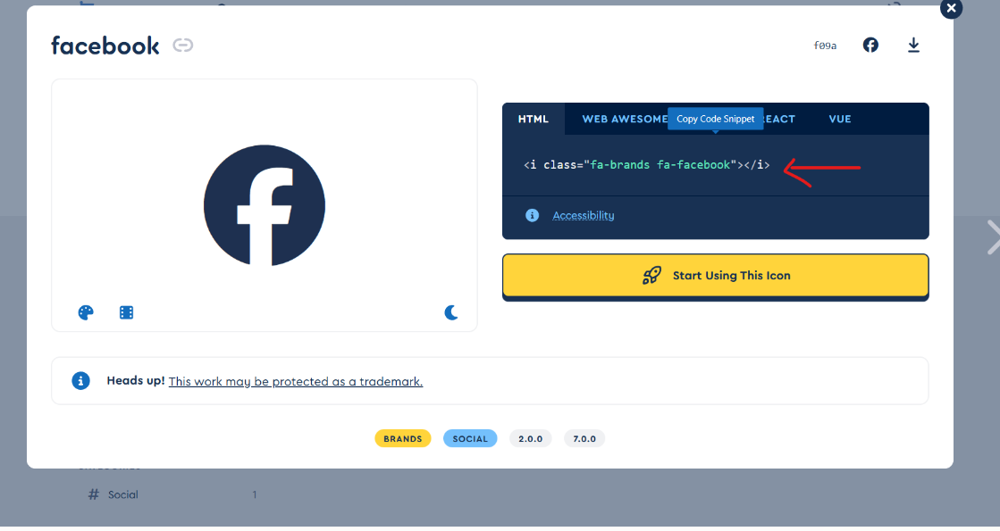 facebook
f09a
HTML
WEB AWESOME
Copy Code Snippet
EACT
VUE
<i class="fa-brands fa-facebook"></i>
Accessibility
Start Using This Icon
Heads up! This work may be protected as a trademark.
BRANDS
SOCIAL
2.0.0
7.0.0
# Social
1